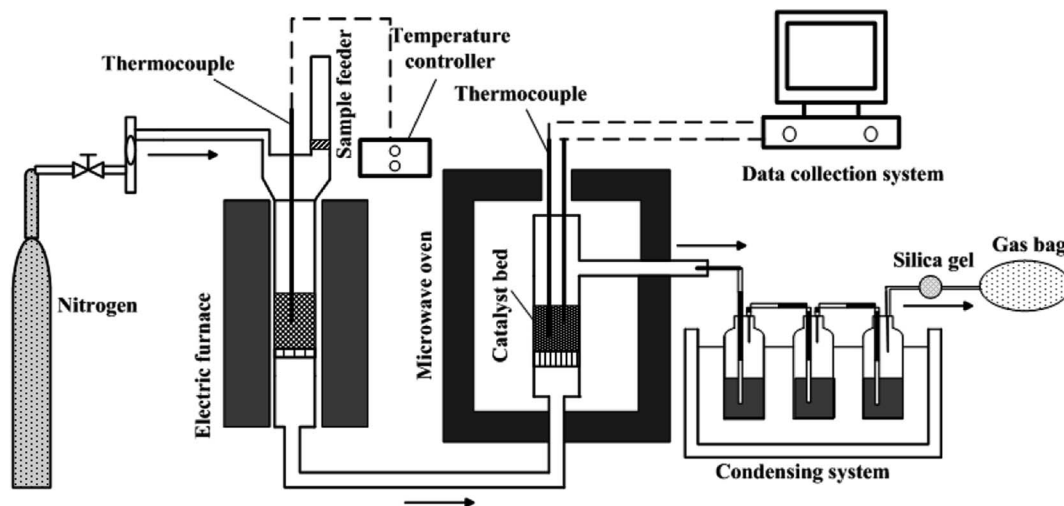 Thermocouple
Sample feeder
Temperature
controller
Thermocouple
Data collection system
Nitrogen
Electric furnace
Microwave oven
Catalyst bed
Silica gel
Gas bag
Condensing system